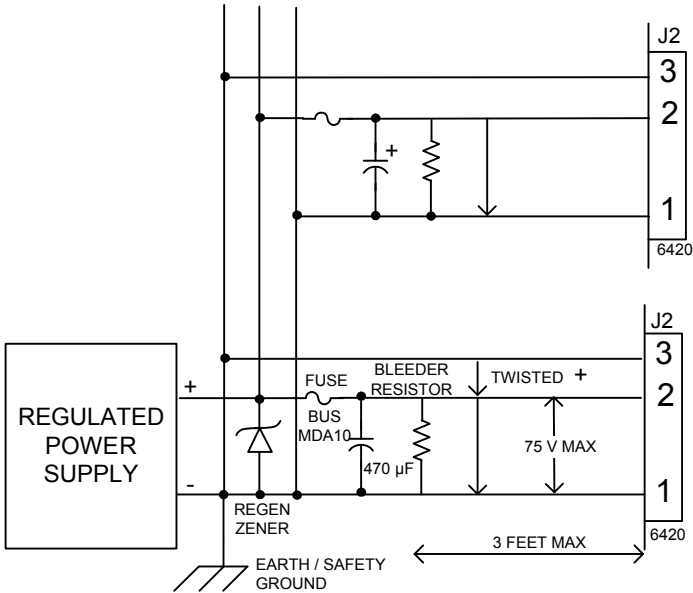 J2
3
2
+
1
6420
J2
3
FUSE
BLEEDER
RESISTOR
TWISTED +
2
+
REGULATED
POWER
SUPPLY
BUS
MDA10
470 µF
75 V MAX
-
1
REGEN
ZENER
6420
3 FEET MAX
EARTH / SAFETY
GROUND